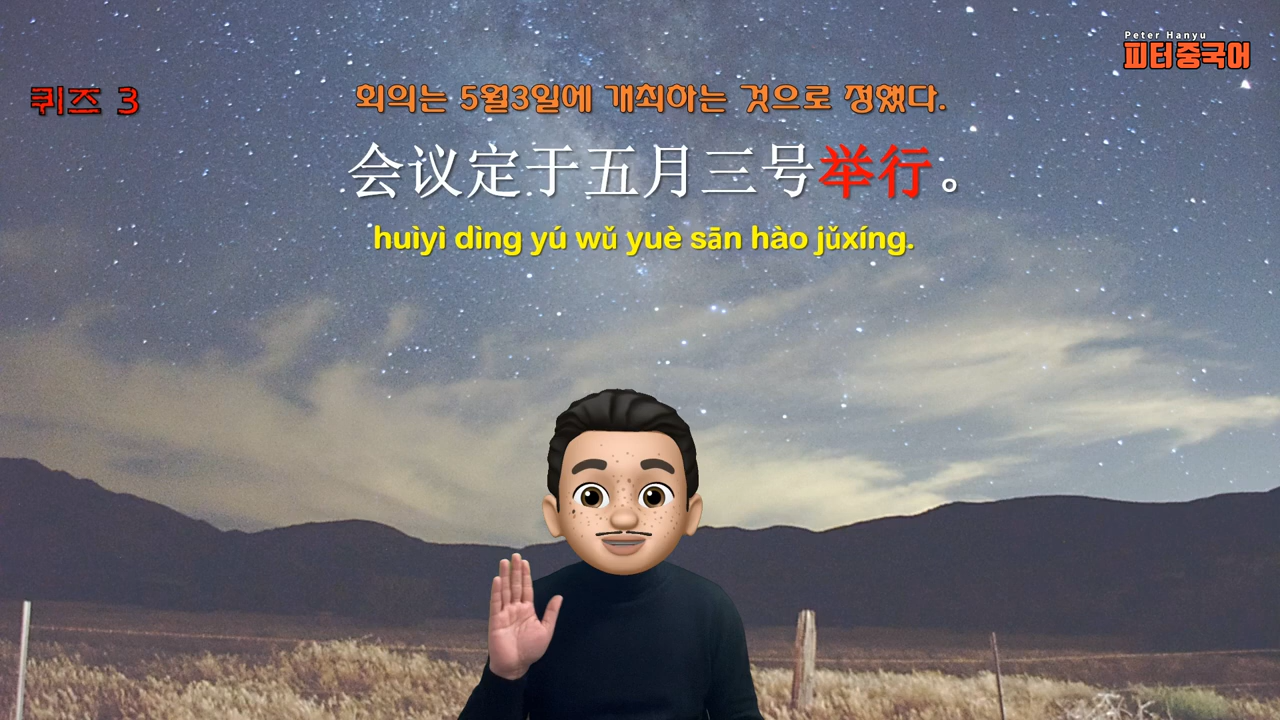 Peter Hanyu
피터중국어
퀴즈 3
회의는 5월3일에 개최하는 것으로 정했다.
会议定于五月三号举行。
huìyì dìng yú wǔ yuè sān hào jǔxíng.